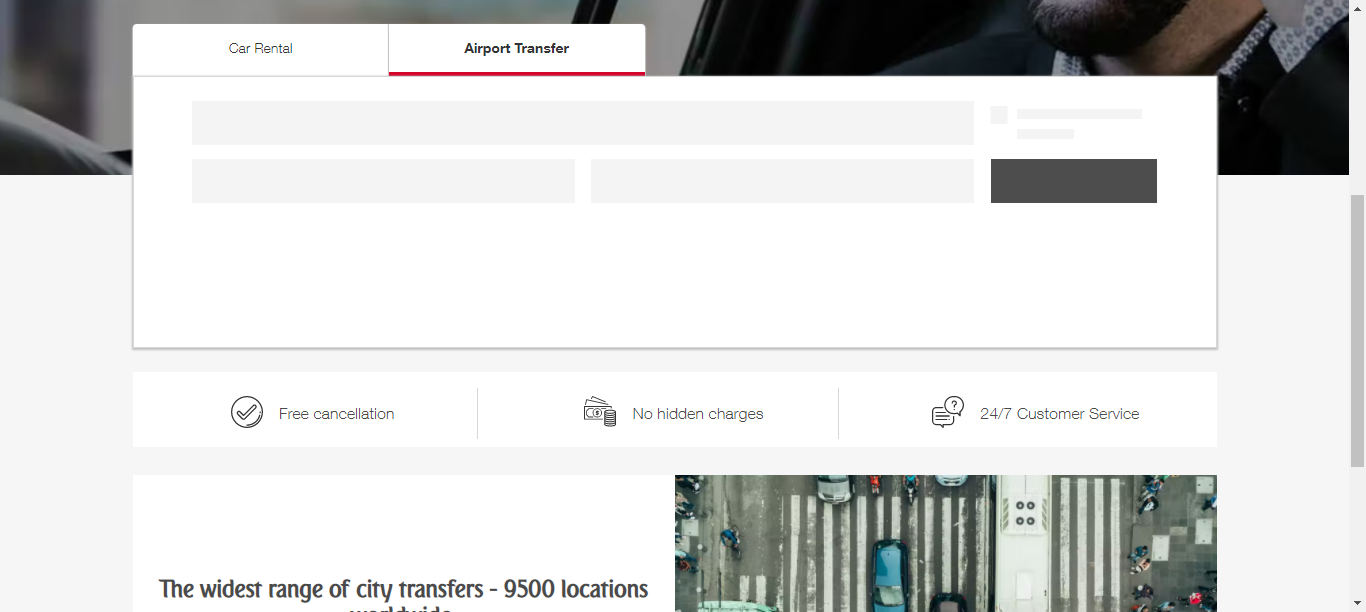 Car Rental
Airport Transfer
Free cancellation
No hidden charges
24/7 Customer Service
The widest range of city transfers - 9500 locations
worldwide